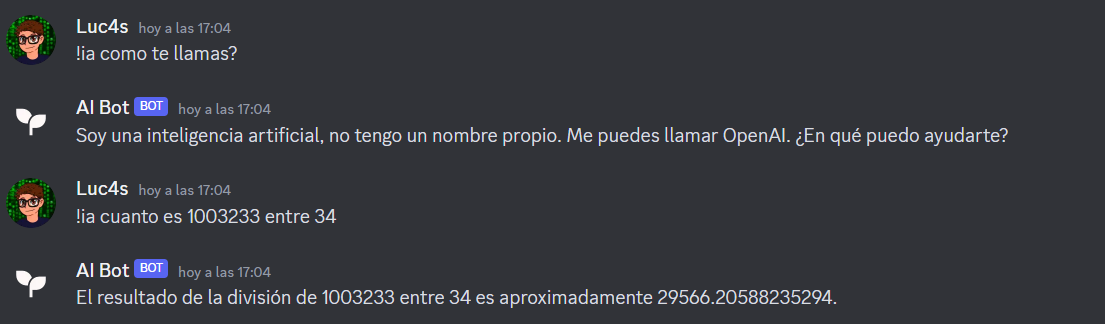 Luc4s hoy a las 17:04
!ia como te llamas?
AI Bot BOT hoy a las 17:04
Soy una inteligencia artificial, no tengo un nombre propio. Me puedes llamar OpenAI. ¿En qué puedo ayudarte?
Luc4s hoy a las 17:04
!ia cuanto es 1003233 entre 34
AI Bot BOT hoy a las 17:04
El resultado de la división de 1003233 entre 34 es aproximadamente 29566.20588235294.